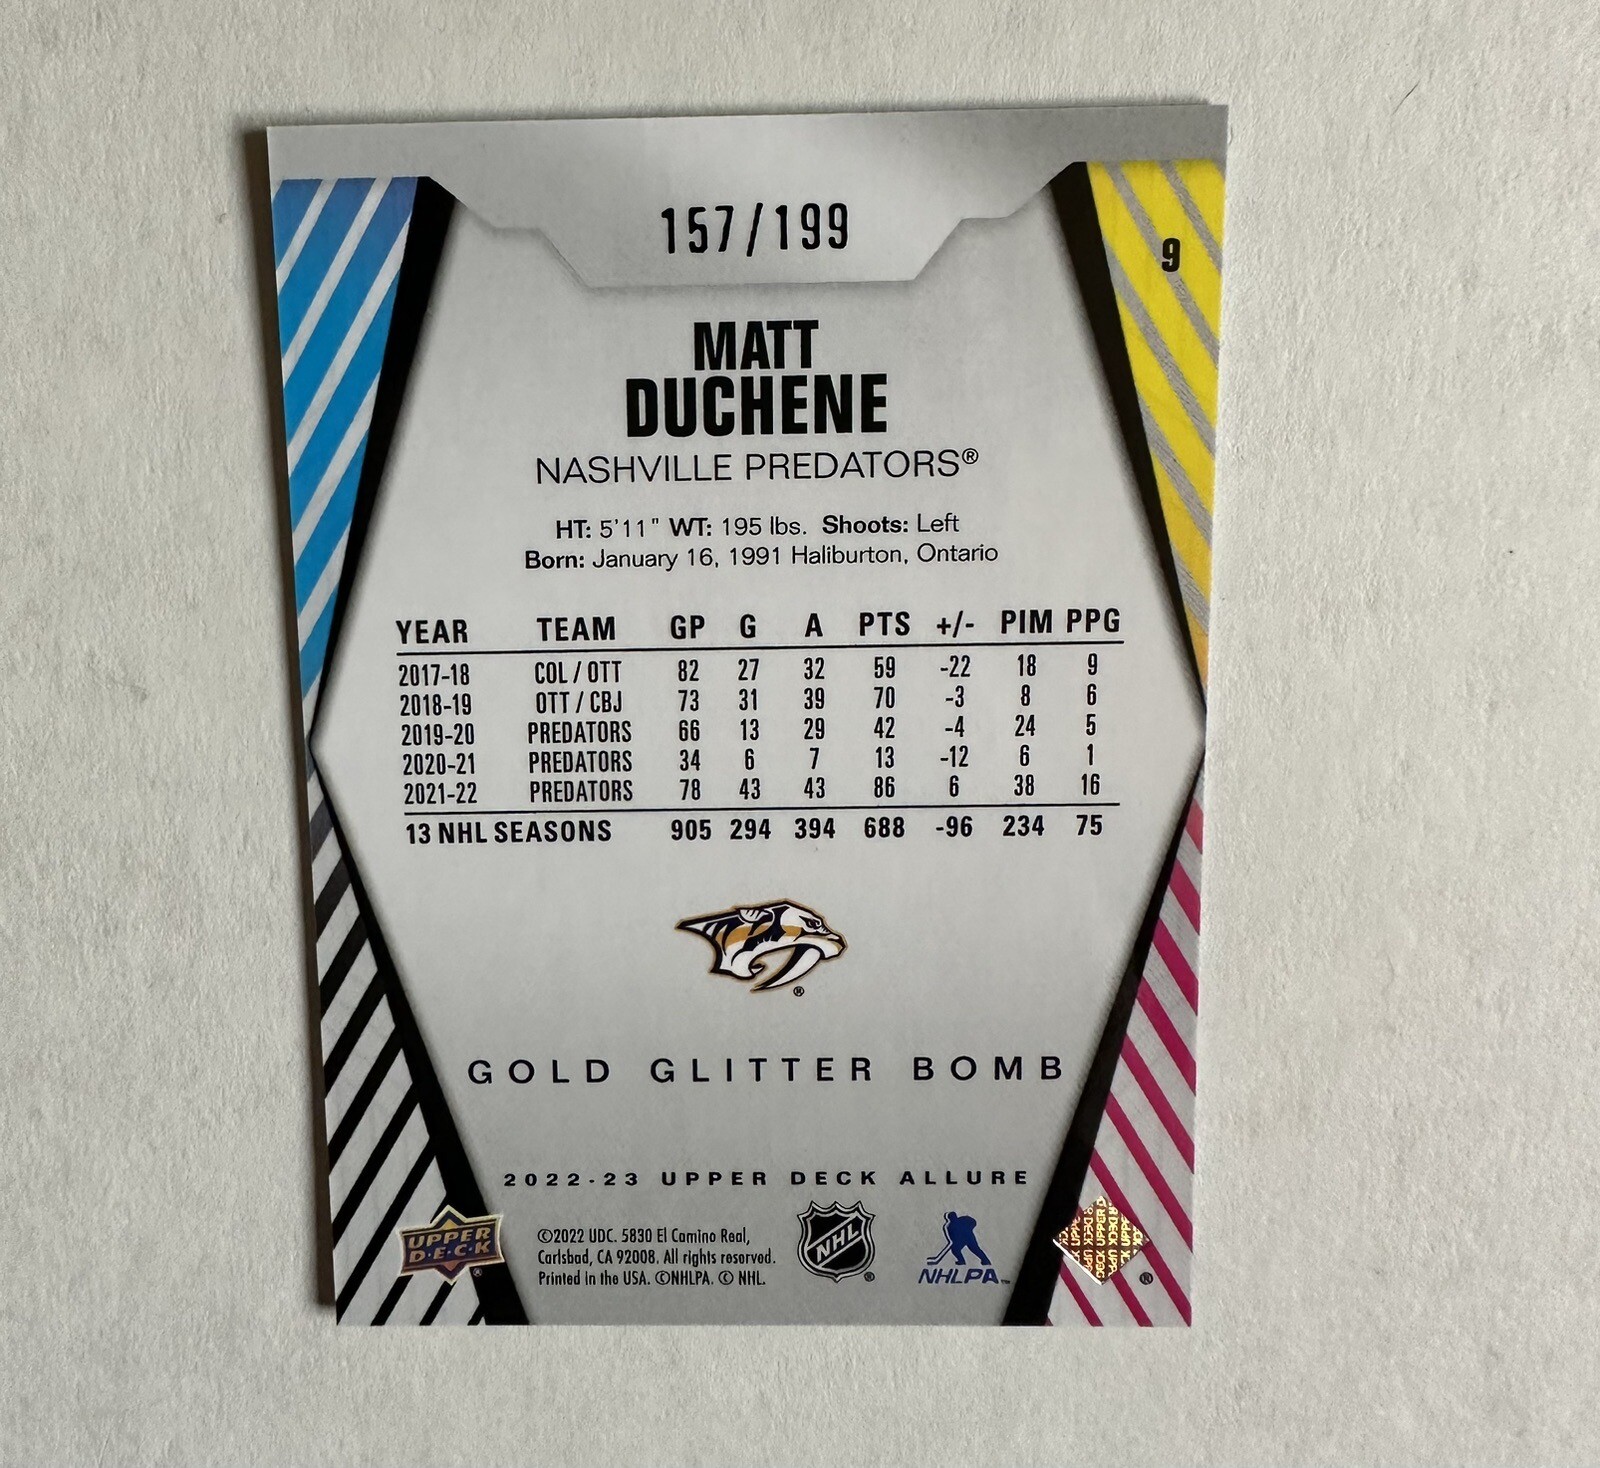 157/199
9
MATT
DUCHENE
NASHVILLE PREDATORS®
HT: 5'11" WT: 195 lbs. Shoots: Left
Born: January 16, 1991 Haliburton, Ontario
YEAR TEAM GP G A PTS +/- PIM PPG
2017-18 COL / OTT 82 27 32 59 -22 18 9
2018-19 OTT / CBJ 73 31 39 70 -3 8 6
2019-20 PREDATORS 66 13 29 42 -4 24 5
2020-21 PREDATORS 34 6 7 13 -12 6 1
2021-22 PREDATORS 78 43 43 86 6 38 16
13 NHL SEASONS 905 294 394 688 -96 234 75
®
GOLD GLITTER BOMB
2022-23 UPPER DECK ALLURE
UPPER
D·E·C·K
®
©2022 UDC. 5830 El Camino Real,
Carlsbad, CA 92008. All rights reserved.
Printed in the USA. ©NHLPA. © NHL.
NHL
®
NHLPA™
®